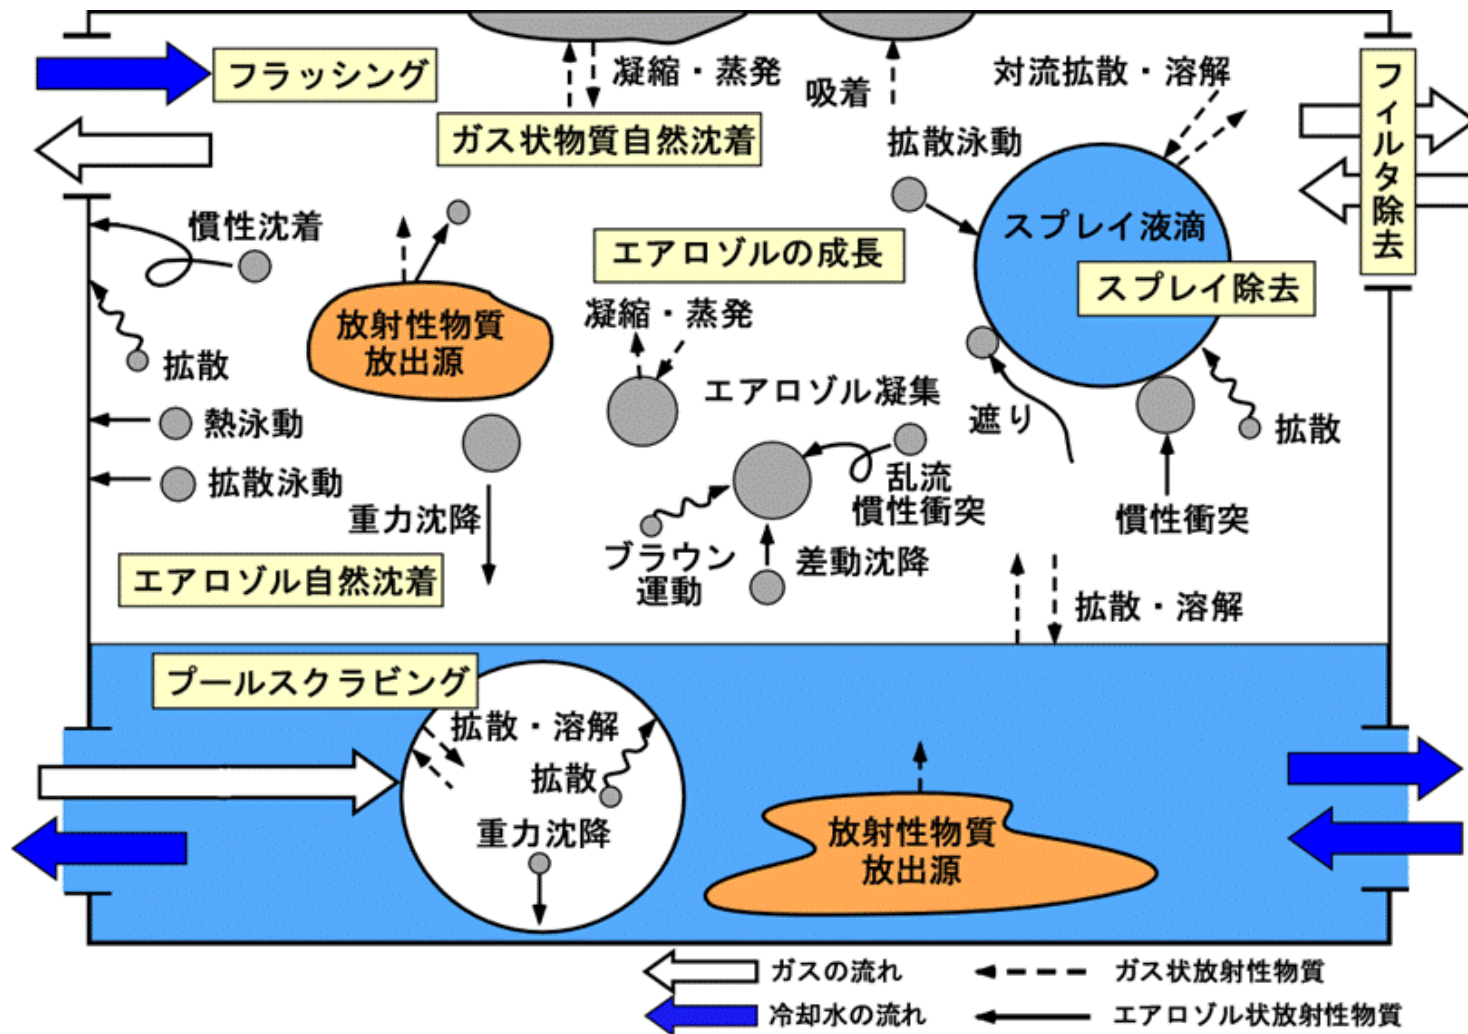 フラッシング
凝縮・蒸発
吸着
対流拡散・溶解
フィルタ除去
ガス状物質自然沈着
拡散泳動
慣性沈着
スプレイ液滴
エアロゾルの成長
スプレイ除去
放射性物質
放出源
凝縮・蒸発
拡散
エアロゾル凝集
遮り
拡散
熱泳動
拡散泳動
乱流
慣性衝突
重力沈降
慣性衝突
ブラウン
運動
差動沈降
エアロゾル自然沈着
拡散・溶解
プールスクラビング
拡散・溶解
拡散
重力沈降
放射性物質
放出源
ガスの流れ
ガス状放射性物質
冷却水の流れ
エアロゾル状放射性物質